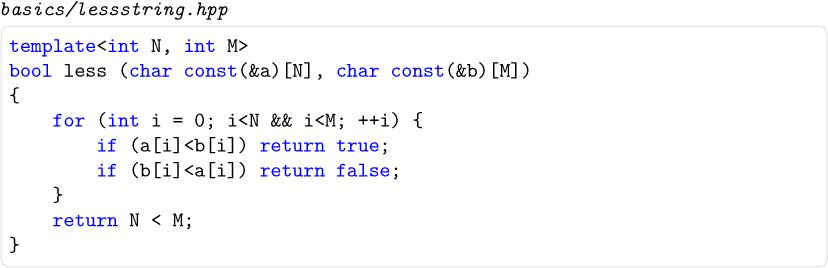 basics/lessstring.hpp
template<int N, int M>
bool less (char const(&a)[N], char const(&b)[M])
{
    for (int i = 0; i<N && i<M; ++i) {
        if (a[i]<b[i]) return true;
        if (b[i]<a[i]) return false;
    }
    return N < M;
}